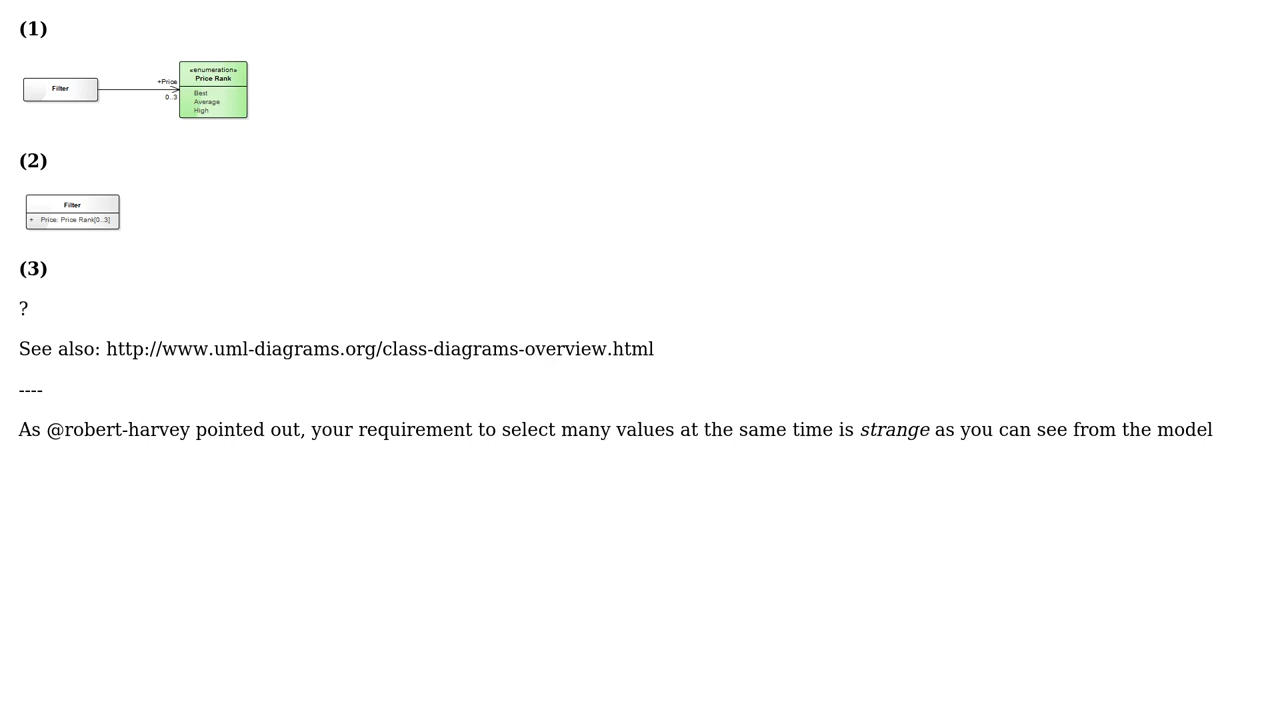 (1)
«enumeration»
Price Rank
+Price
Filter
0..3
Best
Average
High
(2)
Filter
+ Price: Price Rank[0..3]
(3)
?
See also: http://www.uml-diagrams.org/class-diagrams-overview.html
----
As @robert-harvey pointed out, your requirement to select many values at the same time is strange as you can see from the model